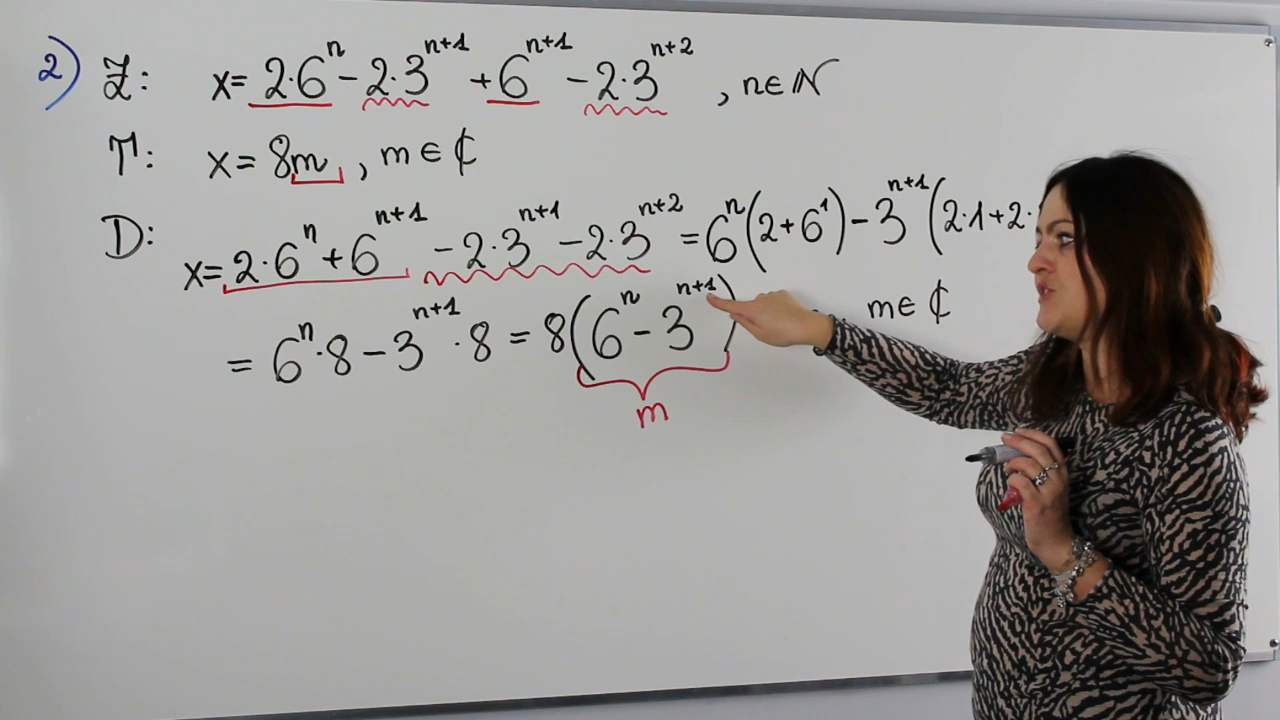 2) Z: x = 2·6ⁿ - 2·3ⁿ⁺¹ + 6ⁿ⁺¹ - 2·3ⁿ⁺² , n∈ℕ
T: x = 8m , m∈ℂ
D: x = 2·6ⁿ + 6ⁿ⁺¹ - 2·3ⁿ⁺¹ - 2·3ⁿ⁺² = 6ⁿ(2+6¹) - 3ⁿ⁺¹(2·1+2·
= 6ⁿ·8 - 3ⁿ⁺¹·8 = 8(6ⁿ - 3ⁿ⁺¹) m∈ℂ
m